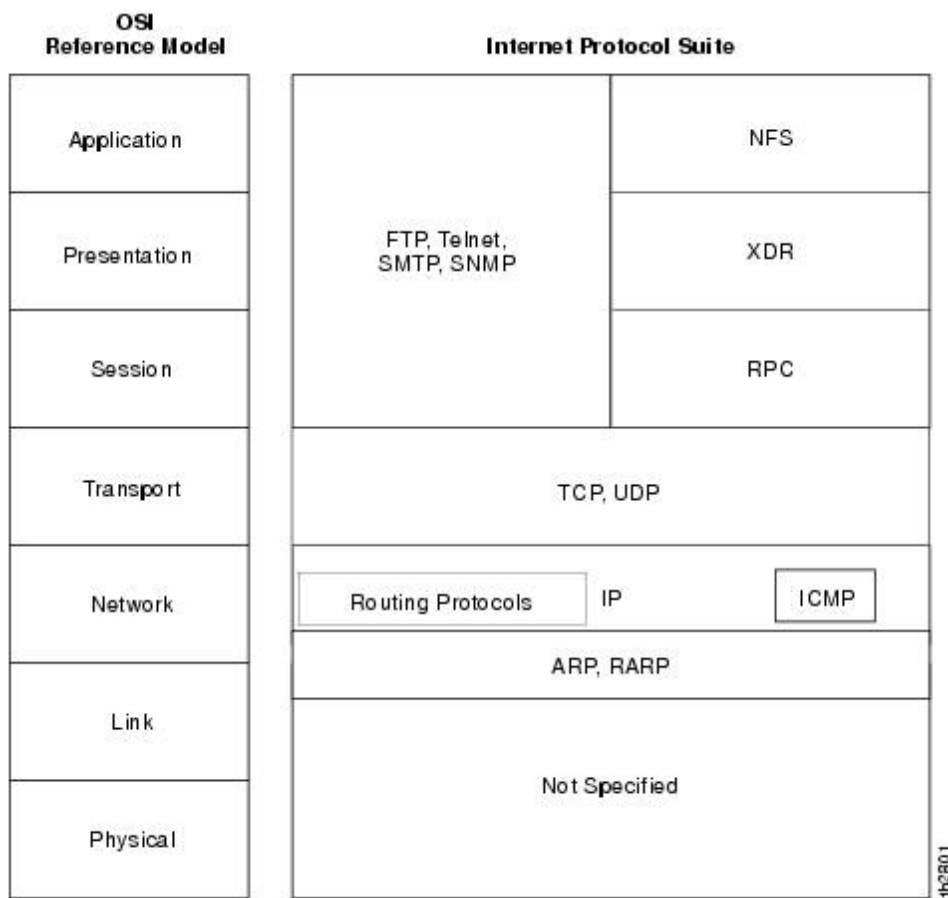 OSI
Reference Model
Internet Protocol Suite
Application
Presentation
Session
Transport
Network
Link
Physical
FTP, Telnet,
SMTP, SNMP
NFS
XDR
RPC
TCP, UDP
Routing Protocols
IP
ICMP
ARP, RARP
Not Specified